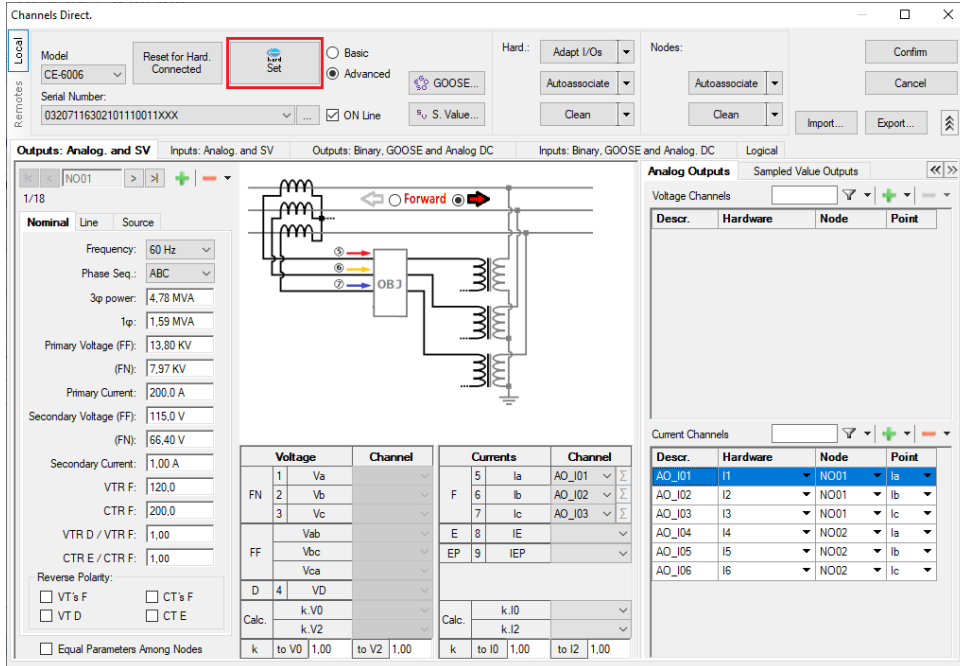 Channels Direct.
Local
Remotes
Model
CE-6006
Serial Number:
03207116302101110011XXX
...
Reset for Hard.
Connected
hard
Set
Basic
Advanced
ON Line
GOOSE...
S. Value...
Hard.:
Adapt I/Os
Autoassociate
Clean
Nodes:
Autoassociate
Clean
Confirm
Cancel
Import...
Export...
Outputs: Analog. and SV
Inputs: Analog. and SV
Outputs: Binary, GOOSE and Analog DC
Inputs: Binary, GOOSE and Analog. DC
Logical
NO01
1/18
Nominal Line Source
Frequency: 60 Hz
Phase Seq.: ABC
3φ power: 4,78 MVA
1φ: 1,59 MVA
Primary Voltage (FF): 13,80 KV
(FN): 7,97 KV
Primary Current: 200,0 A
Secondary Voltage (FF): 115,0 V
(FN): 66,40 V
Secondary Current: 1,00 A
VTR F: 120,0
CTR F: 200,0
VTR D / VTR F: 1,00
CTR E / CTR F: 1,00
Reverse Polarity:
VT's F CT's F
VT D CT E
Equal Parameters Among Nodes
Forward
5
6
7
OBJ
Voltage Channel
FN
1 Va
2 Vb
3 Vc
FF
Vab
Vbc
Vca
D 4 VD
Calc.
k.V0
k.V2
k to V0 1,00 to V2 1,00
Currents Channel
F
5 Ia AO_I01 Σ
6 Ib AO_I02 Σ
7 Ic AO_I03 Σ
E 8 IE
EP 9 IEP
Calc.
k.I0
k.I2
k to I0 1,00 to I2 1,00
Analog Outputs
Sampled Value Outputs
Voltage Channels
Descr. Hardware Node Point
Current Channels
Descr. Hardware Node Point
AO_I01 I1 NO01 Ia
AO_I02 I2 NO01 Ib
AO_I03 I3 NO01 Ic
AO_I04 I4 NO02 Ia
AO_I05 I5 NO02 Ib
AO_I06 I6 NO02 Ic